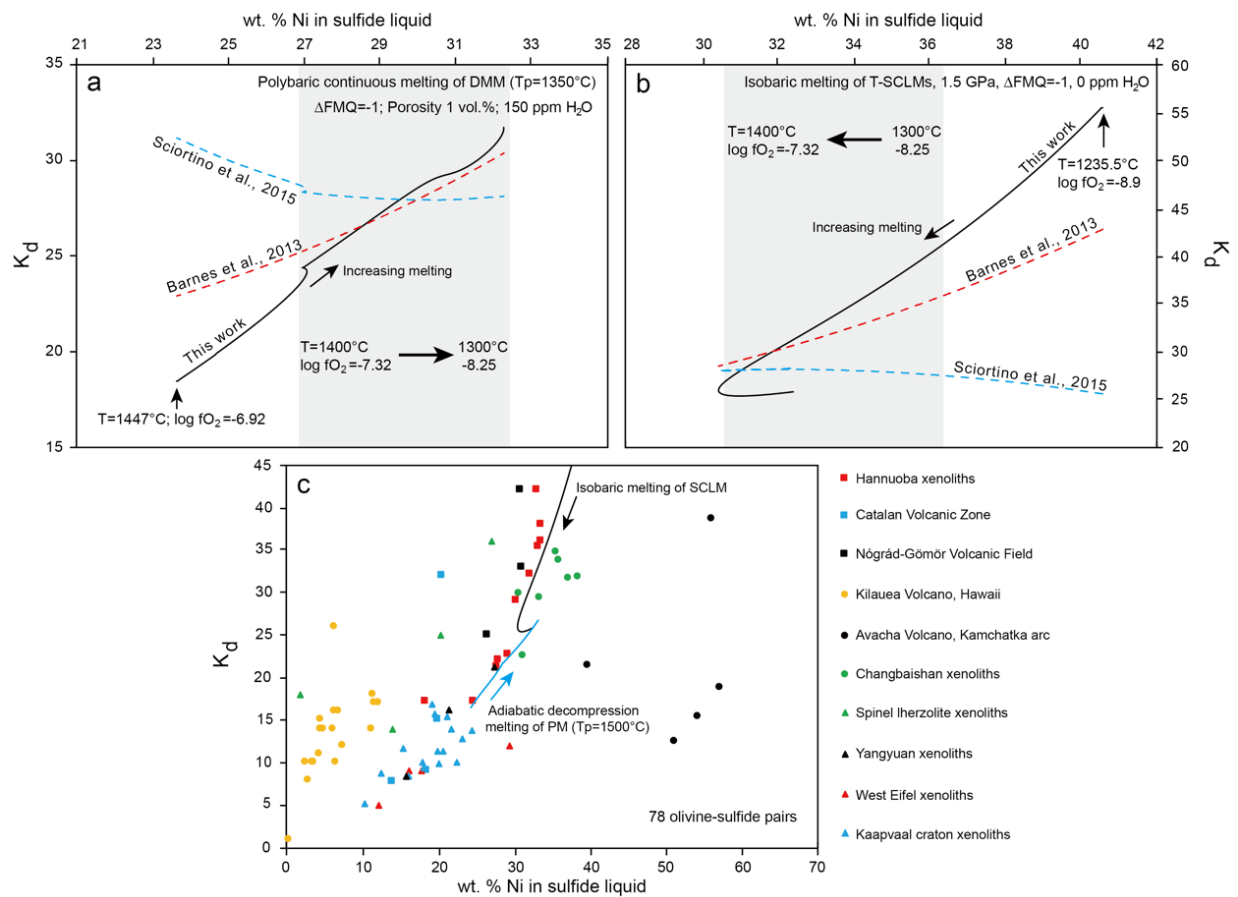 wt. % Ni in sulfide liquid
21 23 25 27 29 31 33 35
35
30
25
20
15
K_d
a
Polybaric continuous melting of DMM (Tp=1350°C)
ΔFMQ=-1; Porosity 1 vol.%; 150 ppm H₂O
Sciortino et al., 2015
Barnes et al., 2013
This work
Increasing melting
T=1400°C 1300°C
log fO₂=-7.32 -8.25
T=1447°C; log fO₂=-6.92
wt. % Ni in sulfide liquid
28 30 32 34 36 38 40 42
60
55
50
45
40
35
30
25
20
K_d
b
Isobaric melting of T-SCLMs, 1.5 GPa, ΔFMQ=-1, 0 ppm H₂O
T=1400°C 1300°C
log fO₂=-7.32 -8.25
This work
T=1235.5°C
log fO₂=-8.9
Increasing melting
Barnes et al., 2013
Sciortino et al., 2015
45
40
35
30
25
20
15
10
5
0
K_d
c
Isobaric melting of SCLM
Adiabatic decompression
melting of PM (Tp=1500°C)
78 olivine-sulfide pairs
0 10 20 30 40 50 60 70
wt. % Ni in sulfide liquid
Hannuoba xenoliths
Catalan Volcanic Zone
Nógrád-Gömör Volcanic Field
Kilauea Volcano, Hawaii
Avacha Volcano, Kamchatka arc
Changbaishan xenoliths
Spinel lherzolite xenoliths
Yangyuan xenoliths
West Eifel xenoliths
Kaapvaal craton xenoliths